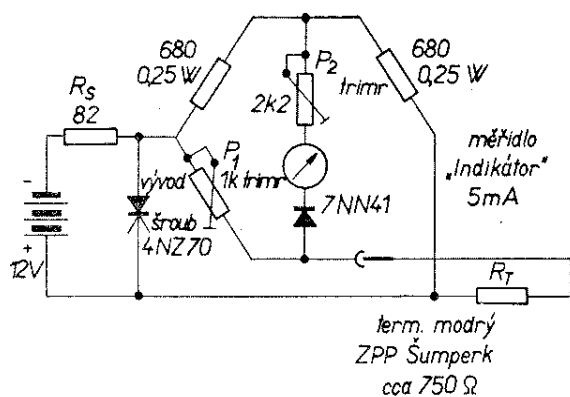 680
0,25 W
P2
680
0,25 W
RS
82
2k2
trimr
P1
1k trimr
měřidlo
„Indikátor"
5mA
vývod
šroub
4NZ70
7NN41
-
+
12V
RT
term. modrý
ZPP Šumperk
cca 750 Ω